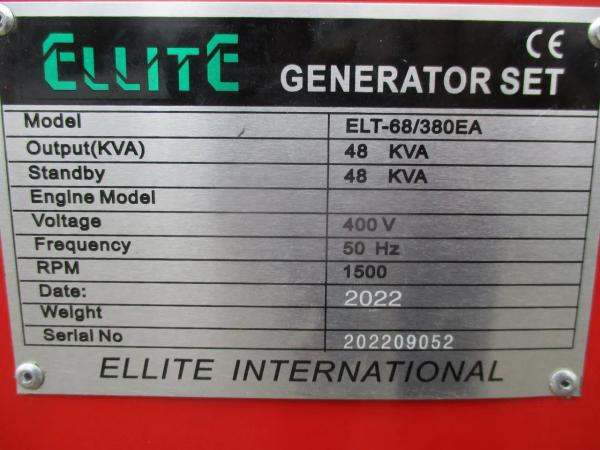 ELLITE CE
GENERATOR SET
Model ELT-68/380EA
Output(KVA) 48 KVA
Standby 48 KVA
Engine Model
Voltage 400 V
Frequency 50 Hz
RPM 1500
Date: 2022
Weight
Serial No 202209052
ELLITE INTERNATIONAL